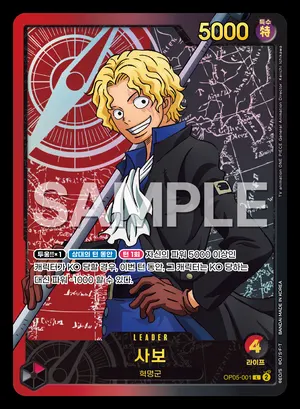 5000
특수
特
SAMPLE
두웅!!×1 상대의 턴 동안 턴 1회 자신의 파워 5000 이상인
캐릭터가 KO 당할 경우, 이번 턴 동안, 그 캐릭터는 KO 당하는
대신 파워 -1000 할 수 있다.
LEADER
사보
혁명군
4
라이프
OP05-001 L 2